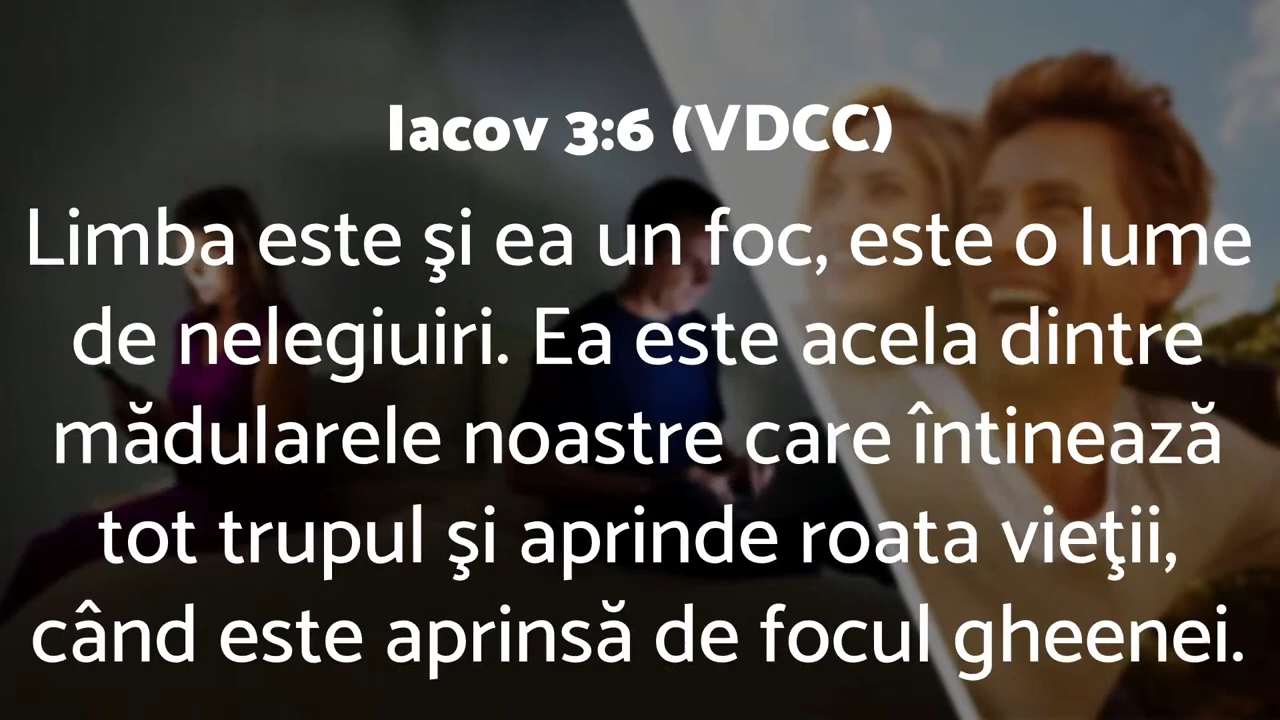 Iacov 3:6 (VDCC)
Limba este şi ea un foc, este o lume
de nelegiuiri. Ea este acela dintre
mădularele noastre care întinează
tot trupul şi aprinde roata vieţii,
când este aprinsă de focul gheenei.